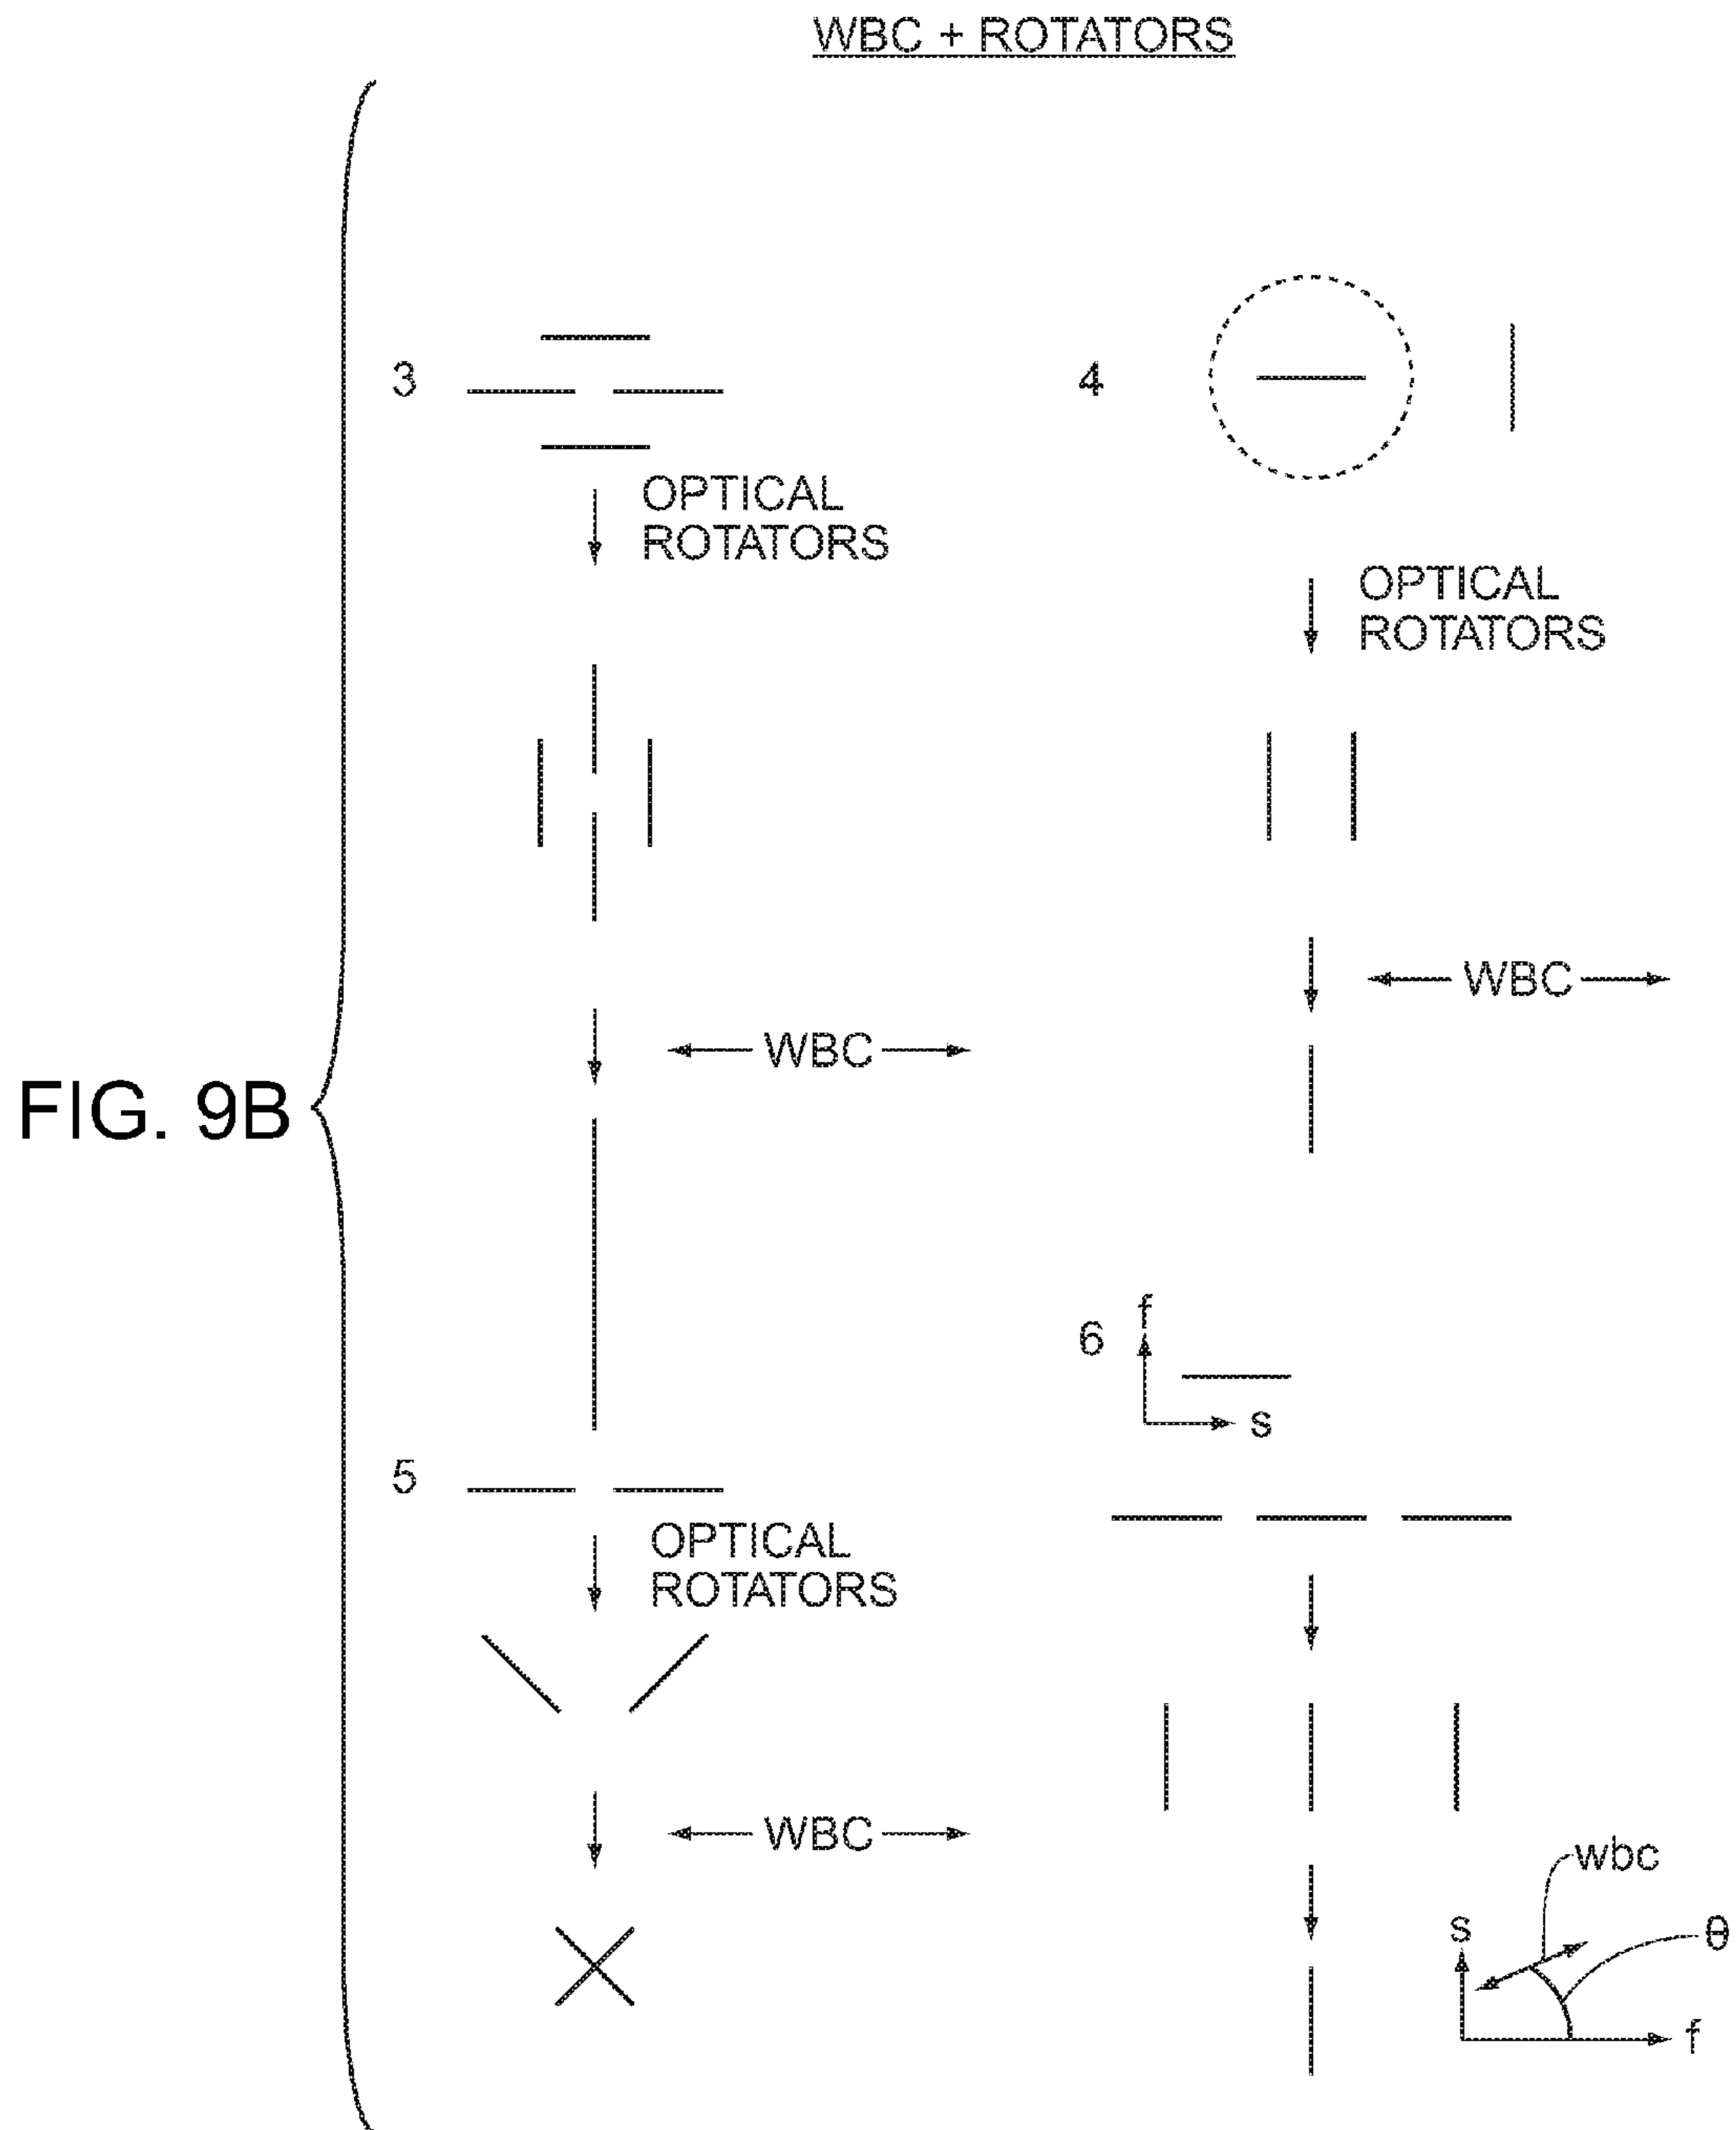 WBC + ROTATORS
3
4
OPTICAL
ROTATORS
OPTICAL
ROTATORS
WBC
WBC
FIG. 9B
6
f
s
5
OPTICAL
ROTATORS
WBC
wbc
s
θ
f